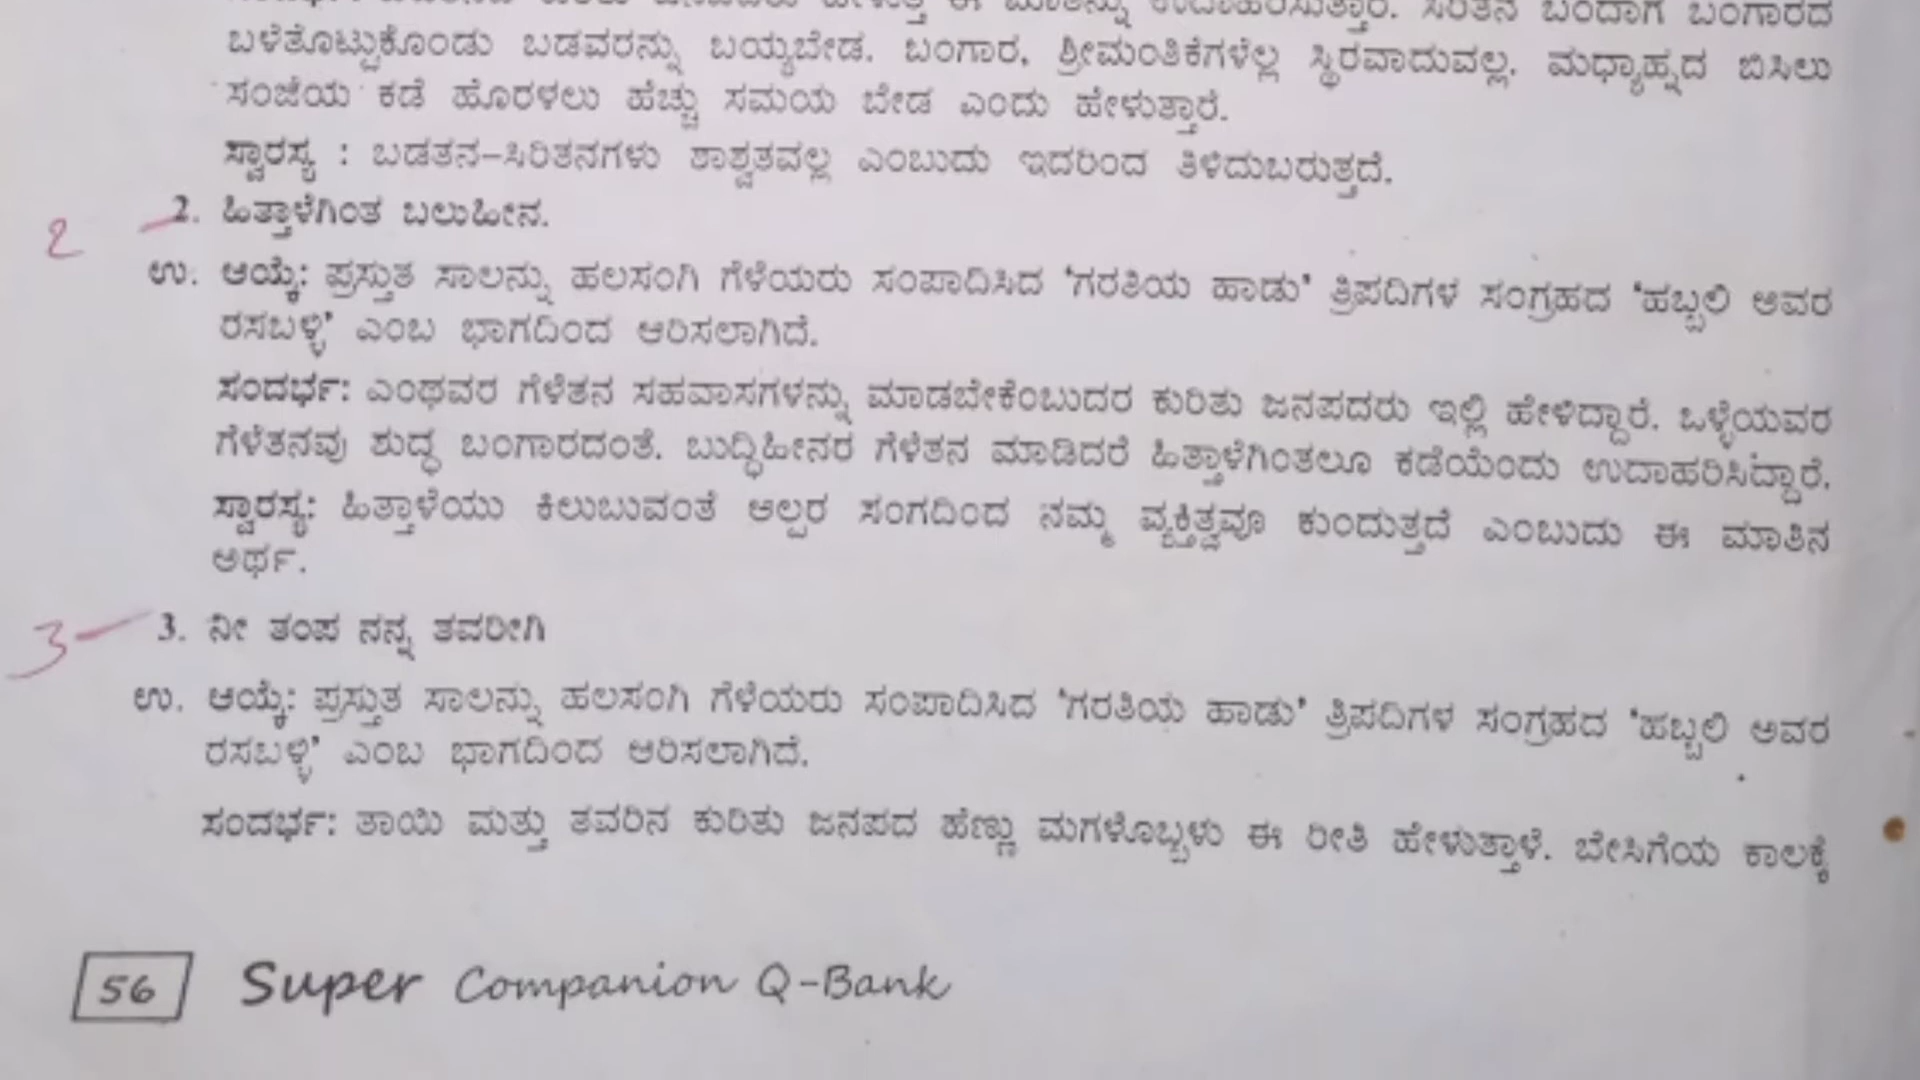 ಬಳೆತೊಟ್ಟುಕೊಂಡು ಬಡವರನ್ನು ಬಯ್ಯಬೇಡ. ಬಂಗಾರ, ಶ್ರೀಮಂತಿಕೆಗಳೆಲ್ಲ ಸ್ಥಿರವಾದುವಲ್ಲ. ಮಧ್ಯಾಹ್ನದ ಬಿಸಿಲು
ಸಂಜೆಯ ಕಡೆ ಹೊರಳಲು ಹೆಚ್ಚು ಸಮಯ ಬೇಡ ಎಂದು ಹೇಳುತ್ತಾರೆ.
ಸ್ವಾರಸ್ಯ : ಬಡತನ-ಸಿರಿತನಗಳು ಶಾಶ್ವತವಲ್ಲ ಎಂಬುದು ಇದರಿಂದ ತಿಳಿದುಬರುತ್ತದೆ.
2 2. ಹಿತ್ತಾಳೆಗಿಂತ ಬಲುಹೀನ.
ಉ. ಆಯ್ಕೆ: ಪ್ರಸ್ತುತ ಸಾಲನ್ನು ಹಲಸಂಗಿ ಗೆಳೆಯರು ಸಂಪಾದಿಸಿದ 'ಗರತಿಯ ಹಾಡು' ತ್ರಿಪದಿಗಳ ಸಂಗ್ರಹದ 'ಹಬ್ಬಲಿ ಅವರ
ರಸಬಳ್ಳಿ' ಎಂಬ ಭಾಗದಿಂದ ಆರಿಸಲಾಗಿದೆ.
ಸಂದರ್ಭ: ಎಂಥವರ ಗೆಳೆತನ ಸಹವಾಸಗಳನ್ನು ಮಾಡಬೇಕೆಂಬುದರ ಕುರಿತು ಜನಪದರು ಇಲ್ಲಿ ಹೇಳಿದ್ದಾರೆ. ಒಳ್ಳೆಯವರ
ಗೆಳೆತನವು ಶುದ್ಧ ಬಂಗಾರದಂತೆ. ಬುದ್ಧಿಹೀನರ ಗೆಳೆತನ ಮಾಡಿದರೆ ಹಿತ್ತಾಳೆಗಿಂತಲೂ ಕಡೆಯೆಂದು ಉದಾಹರಿಸಿದ್ದಾರೆ.
ಸ್ವಾರಸ್ಯ: ಹಿತ್ತಾಳೆಯು ಕಿಲುಬುವಂತೆ ಅಲ್ಪರ ಸಂಗದಿಂದ ನಮ್ಮ ವ್ಯಕ್ತಿತ್ವವೂ ಕುಂದುತ್ತದೆ ಎಂಬುದು ಈ ಮಾತಿನ
ಅರ್ಥ.
3 3. ನೀ ತಂಪ ನನ್ನ ತವರೀಗಿ
ಉ. ಆಯ್ಕೆ: ಪ್ರಸ್ತುತ ಸಾಲನ್ನು ಹಲಸಂಗಿ ಗೆಳೆಯರು ಸಂಪಾದಿಸಿದ 'ಗರತಿಯ ಹಾಡು' ತ್ರಿಪದಿಗಳ ಸಂಗ್ರಹದ 'ಹಬ್ಬಲಿ ಅವರ
ರಸಬಳ್ಳಿ' ಎಂಬ ಭಾಗದಿಂದ ಆರಿಸಲಾಗಿದೆ.
ಸಂದರ್ಭ: ತಾಯಿ ಮತ್ತು ತವರಿನ ಕುರಿತು ಜನಪದ ಹೆಣ್ಣು ಮಗಳೊಬ್ಬಳು ಈ ರೀತಿ ಹೇಳುತ್ತಾಳೆ. ಬೇಸಿಗೆಯ ಕಾಲಕ್ಕೆ
56 Super Companion Q-Bank